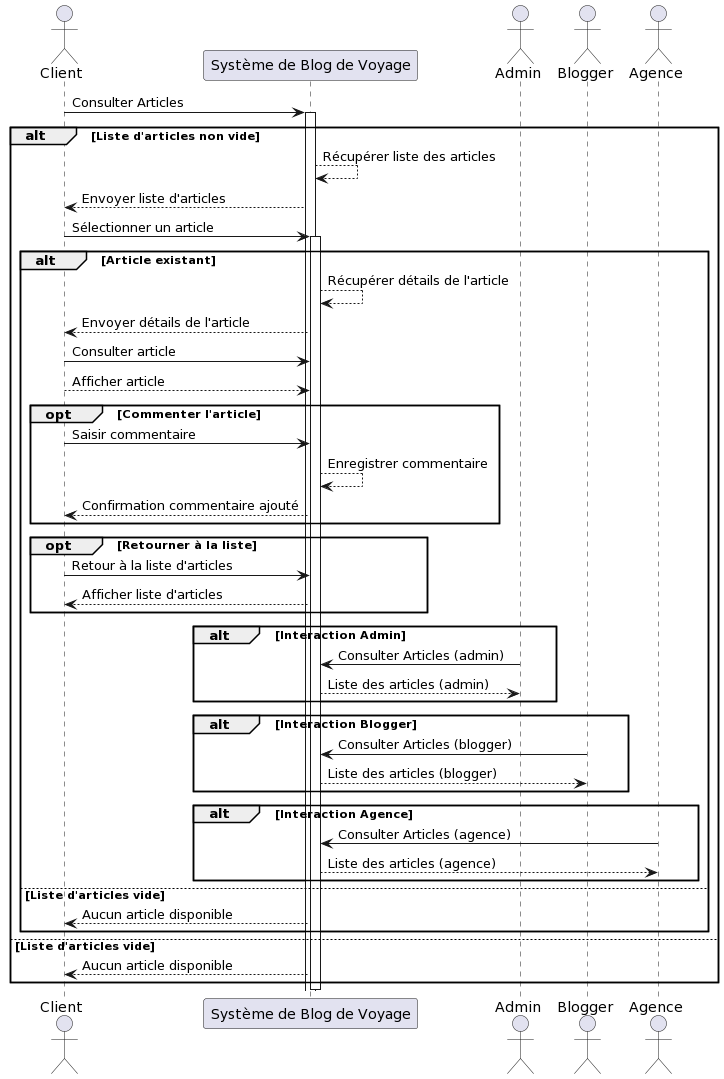 Client
Système de Blog de Voyage
Admin
Blogger
Agence
Consulter Articles
alt [Liste d'articles non vide]
Récupérer liste des articles
Envoyer liste d'articles
Sélectionner un article
alt [Article existant]
Récupérer détails de l'article
Envoyer détails de l'article
Consulter article
Afficher article
opt [Commenter l'article]
Saisir commentaire
Enregistrer commentaire
Confirmation commentaire ajouté
opt [Retourner à la liste]
Retour à la liste d'articles
Afficher liste d'articles
alt [Interaction Admin]
Consulter Articles (admin)
Liste des articles (admin)
alt [Interaction Blogger]
Consulter Articles (blogger)
Liste des articles (blogger)
alt [Interaction Agence]
Consulter Articles (agence)
Liste des articles (agence)
[Liste d'articles vide]
Aucun article disponible
[Liste d'articles vide]
Aucun article disponible
Client
Système de Blog de Voyage
Admin
Blogger
Agence